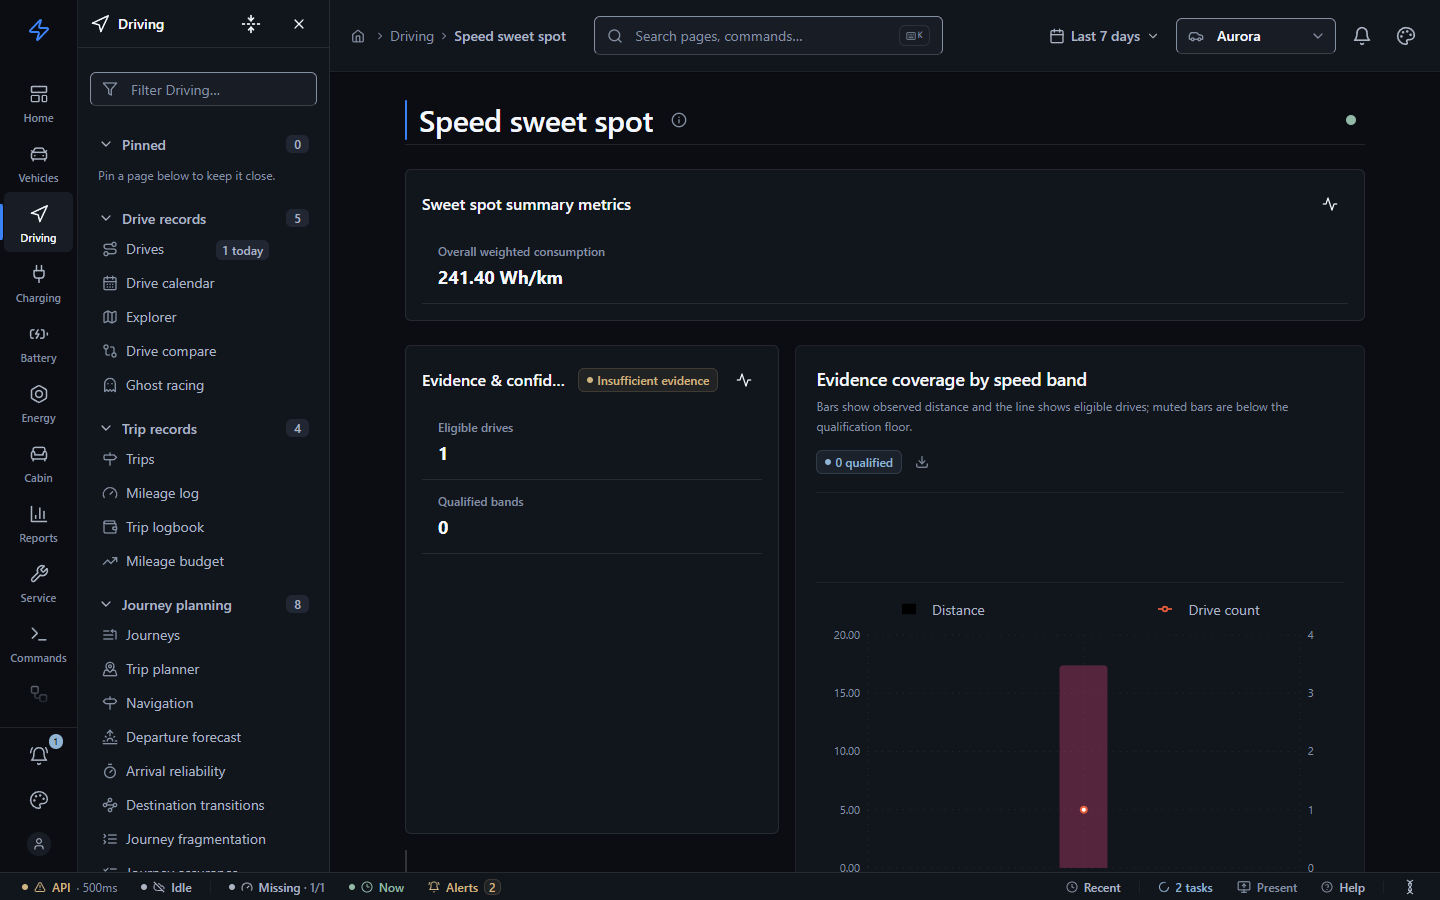 Home
Vehicles
Driving
Charging
Battery
Energy
Cabin
Reports
Service
Commands
1
Driving
Filter Driving...
Pinned 0
Pin a page below to keep it close.
Drive records 5
Drives 1 today
Drive calendar
Explorer
Drive compare
Ghost racing
Trip records 4
Trips
Mileage log
Trip logbook
Mileage budget
Journey planning 8
Journeys
Trip planner
Navigation
Departure forecast
Arrival reliability
Destination transitions
Journey fragmentation
Driving Speed sweet spot
Search pages, commands... K
Last 7 days
Aurora
Speed sweet spot
Sweet spot summary metrics
Overall weighted consumption
241.40 Wh/km
Evidence & confid... Insufficient evidence
Eligible drives
1
Qualified bands
0
Evidence coverage by speed band
Bars show observed distance and the line shows eligible drives; muted bars are below the
qualification floor.
0 qualified
Distance Drive count
20.00 4
15.00 3
10.00 2
5.00 1
0.00 0
API · 500ms Idle Missing · 1/1 Now Alerts 2 Recent 2 tasks Present Help